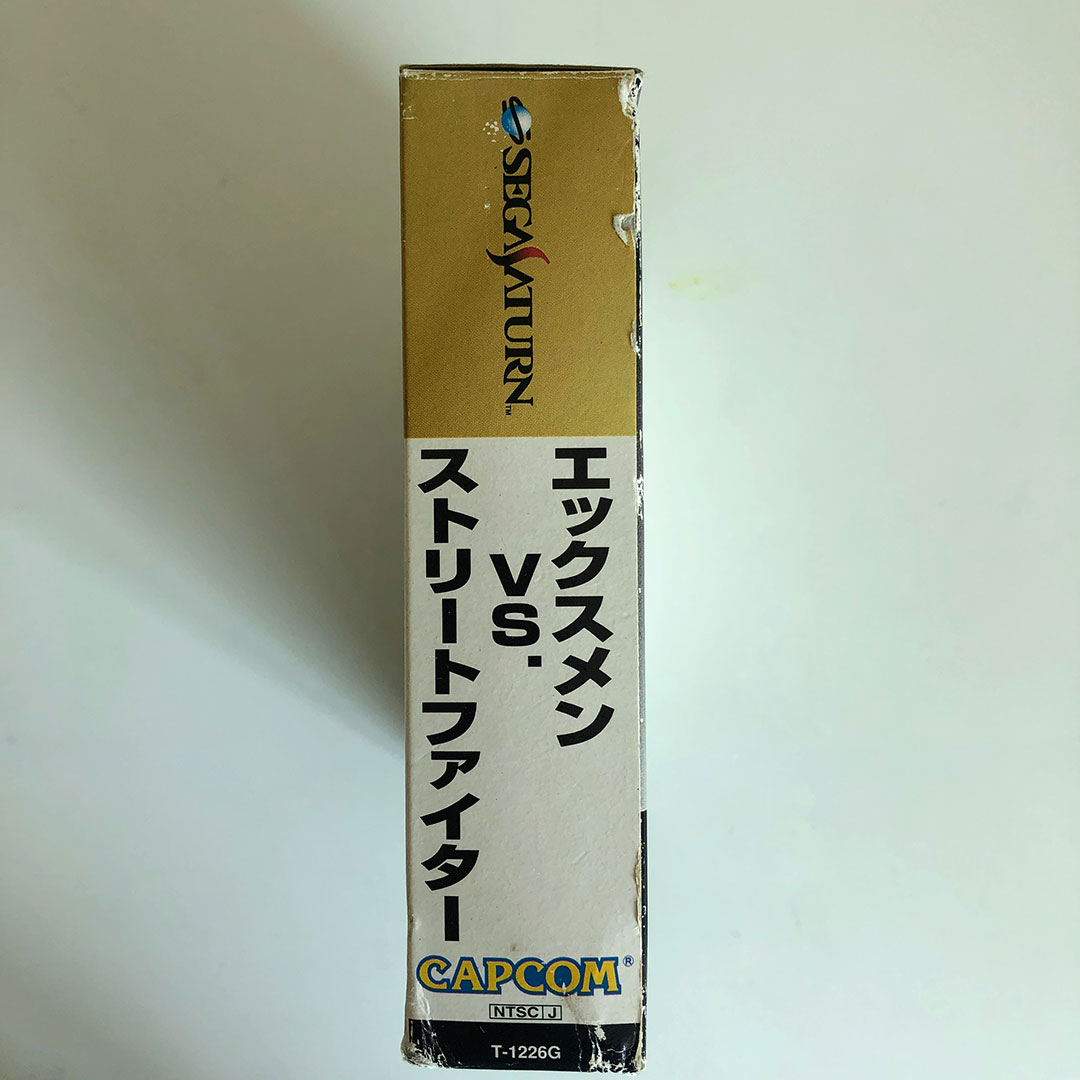 SEGA SATURN™
エックスメン
VS.
ストリートファイター
CAPCOM®
NTSC J
T-1226G